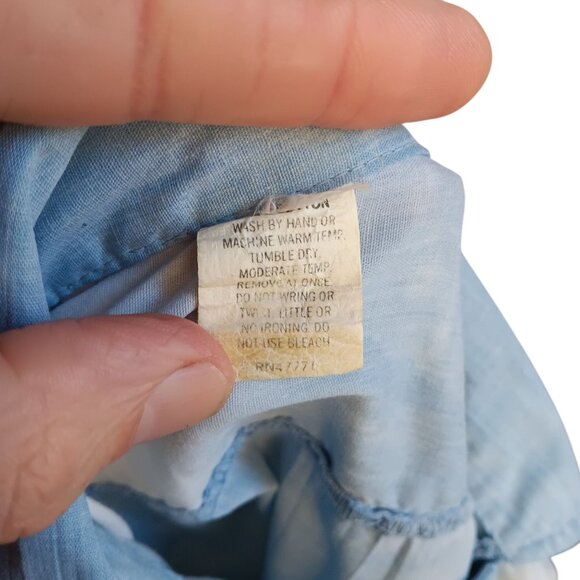 WASH BY HAND OR
MACHINE WARM TEMP.
TUMBLE DRY.
MODERATE TEMP.
REMOVE AT ONCE.
DO NOT WRING OR
LITTLE OR
NO IRONING. DO
NOT USE BLEACH.